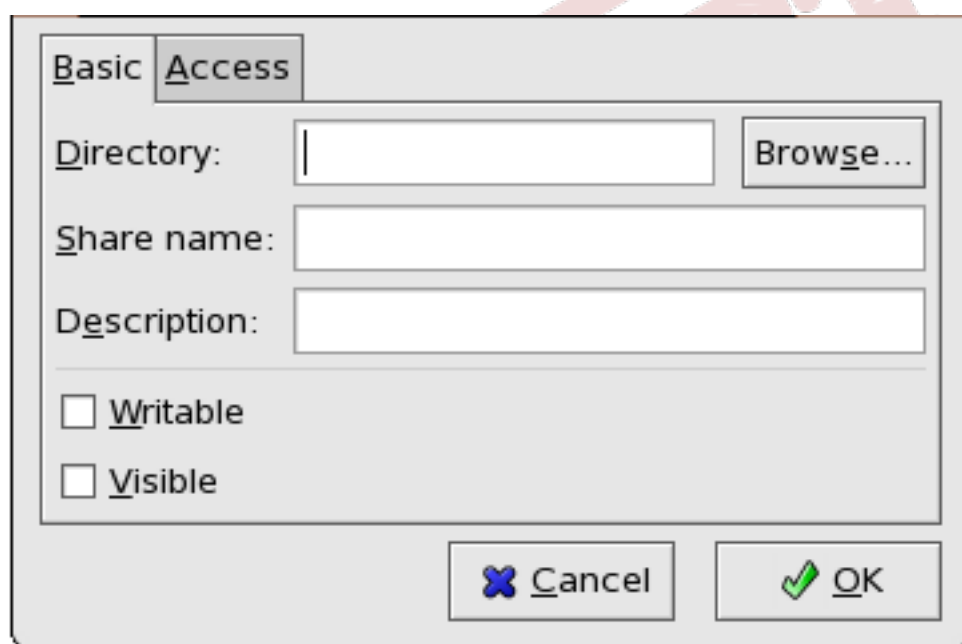 Basic Access
Directory: Browse...
Share name:
Description:
Writable
Visible
Cancel OK